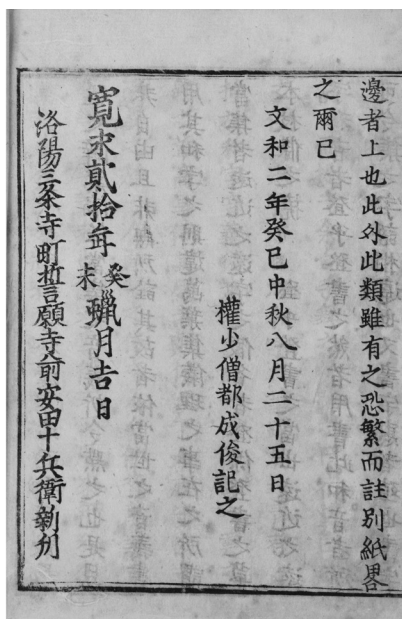 邊者上也此外此類雖有之恐繁而註別紙畧
之爾已
文和二年癸巳中秋八月二十五日
權少僧都成俊記之
寛永貳拾年癸未臘月吉日
洛陽三条寺町誓願寺前安田十兵衛新刋